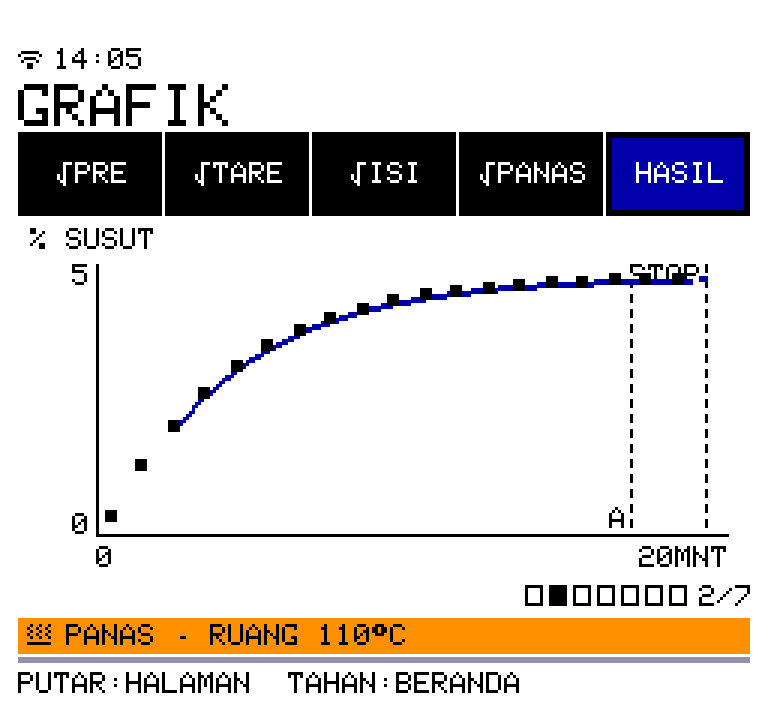 14:05
GRAFIK
√PRE √TARE √ISI √PANAS HASIL
% SUSUT
5
STOP
0
A
0 20MNT
2/7
PANAS - RUANG 110°C
PUTAR:HALAMAN TAHAN:BERANDA